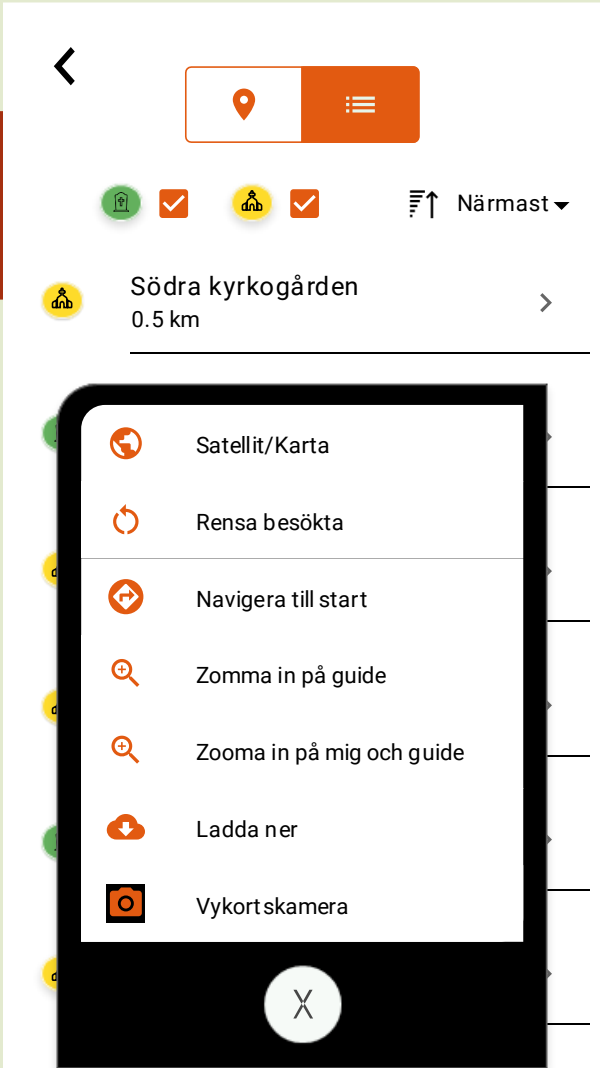 Närmast
Södra kyrkogården
0.5 km
Satellit/Karta
Rensa besökta
Navigera till start
Zomma in på guide
Zooma in på mig och guide
Ladda ner
Vykortskamera
X